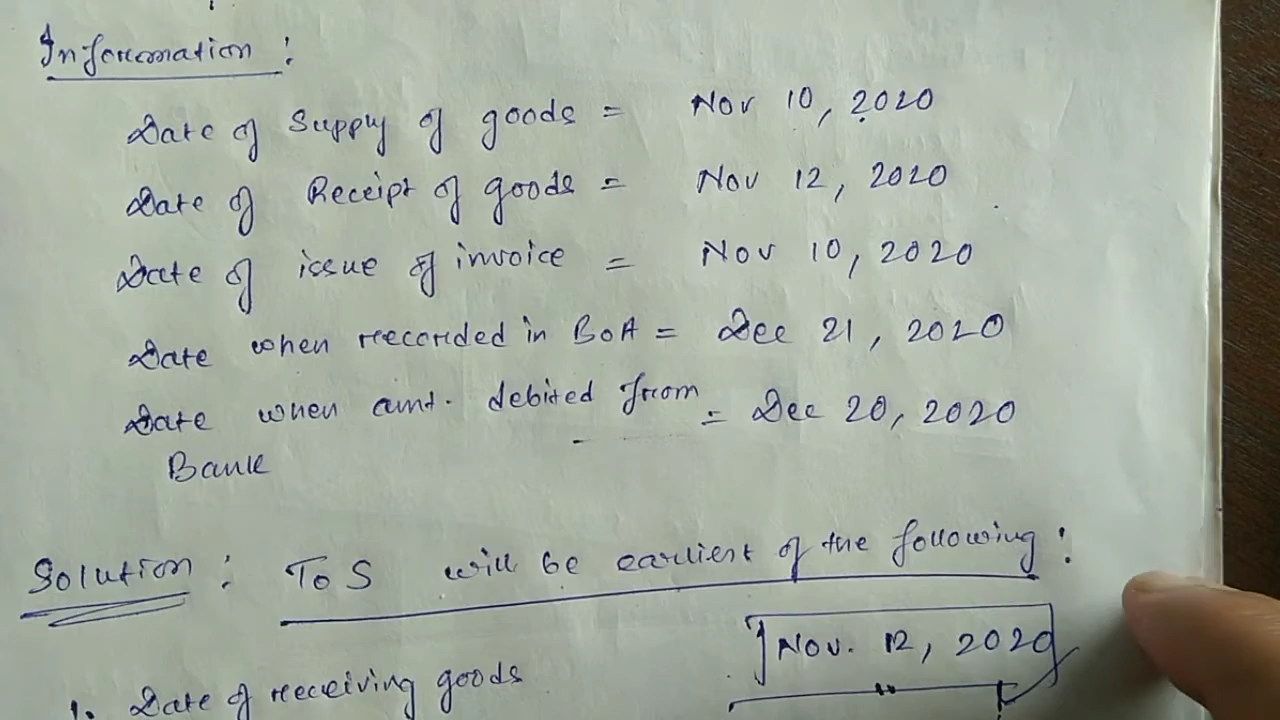 Information :
Date of Supply of goods = Nov 10, 2020
Date of Receipt of goods = Nov 12, 2020
Date of issue of invoice = Nov 10, 2020
Date when recorded in BoA = Dec 21, 2020
Date when amt. debited from = Dec 20, 2020
Bank
Solution : ToS will be earliest of the following :
1. Date of receiving goods Nov. 12, 2020